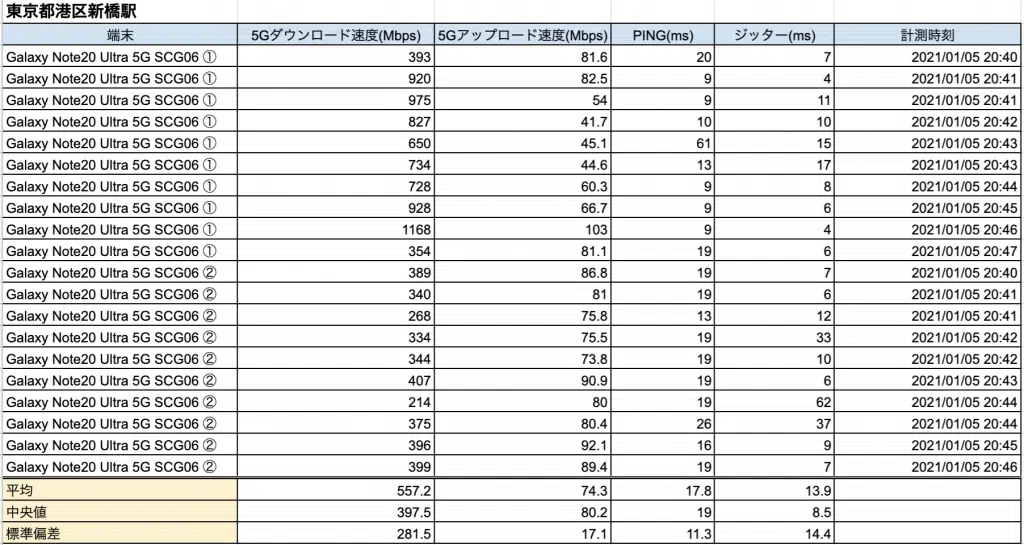 東京都港区新橋駅
端末 5Gダウンロード速度(Mbps) 5Gアップロード速度(Mbps) PING(ms) ジッター(ms) 計測時刻
Galaxy Note20 Ultra 5G SCG06 ① 393 81.6 20 7 2021/01/05 20:40
Galaxy Note20 Ultra 5G SCG06 ① 920 82.5 9 4 2021/01/05 20:41
Galaxy Note20 Ultra 5G SCG06 ① 975 54 9 11 2021/01/05 20:41
Galaxy Note20 Ultra 5G SCG06 ① 827 41.7 10 10 2021/01/05 20:42
Galaxy Note20 Ultra 5G SCG06 ① 650 45.1 61 15 2021/01/05 20:43
Galaxy Note20 Ultra 5G SCG06 ① 734 44.6 13 17 2021/01/05 20:43
Galaxy Note20 Ultra 5G SCG06 ① 728 60.3 9 8 2021/01/05 20:44
Galaxy Note20 Ultra 5G SCG06 ① 928 66.7 9 6 2021/01/05 20:45
Galaxy Note20 Ultra 5G SCG06 ① 1168 103 9 4 2021/01/05 20:46
Galaxy Note20 Ultra 5G SCG06 ① 354 81.1 19 6 2021/01/05 20:47
Galaxy Note20 Ultra 5G SCG06 ② 389 86.8 19 7 2021/01/05 20:40
Galaxy Note20 Ultra 5G SCG06 ② 340 81 19 6 2021/01/05 20:41
Galaxy Note20 Ultra 5G SCG06 ② 268 75.8 13 12 2021/01/05 20:41
Galaxy Note20 Ultra 5G SCG06 ② 334 75.5 19 33 2021/01/05 20:42
Galaxy Note20 Ultra 5G SCG06 ② 344 73.8 19 10 2021/01/05 20:42
Galaxy Note20 Ultra 5G SCG06 ② 407 90.9 19 6 2021/01/05 20:43
Galaxy Note20 Ultra 5G SCG06 ② 214 80 19 62 2021/01/05 20:44
Galaxy Note20 Ultra 5G SCG06 ② 375 80.4 26 37 2021/01/05 20:44
Galaxy Note20 Ultra 5G SCG06 ② 396 92.1 16 9 2021/01/05 20:45
Galaxy Note20 Ultra 5G SCG06 ② 399 89.4 19 7 2021/01/05 20:46
平均 557.2 74.3 17.8 13.9
中央値 397.5 80.2 19 8.5
標準偏差 281.5 17.1 11.3 14.4